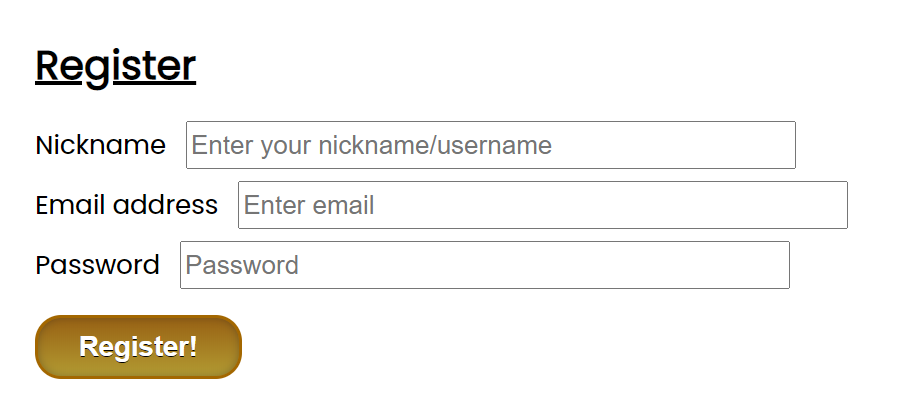 Register
Nickname Enter your nickname/username
Email address Enter email
Password Password
Register!